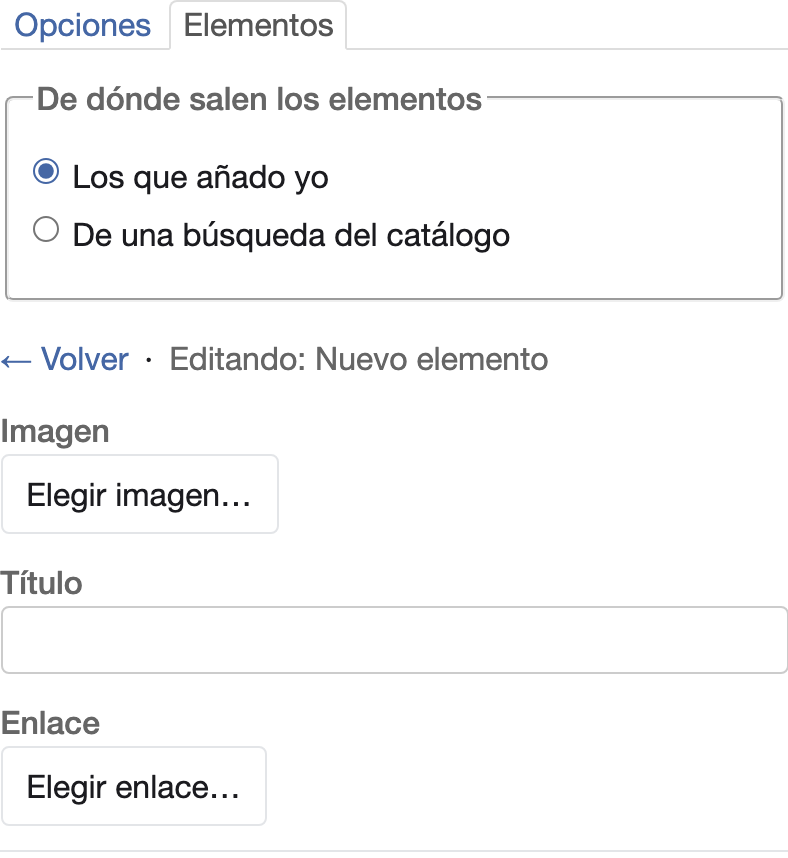 Opciones Elementos
De dónde salen los elementos
Los que añado yo
De una búsqueda del catálogo
← Volver · Editando: Nuevo elemento
Imagen
Elegir imagen...
Título
Enlace
Elegir enlace...